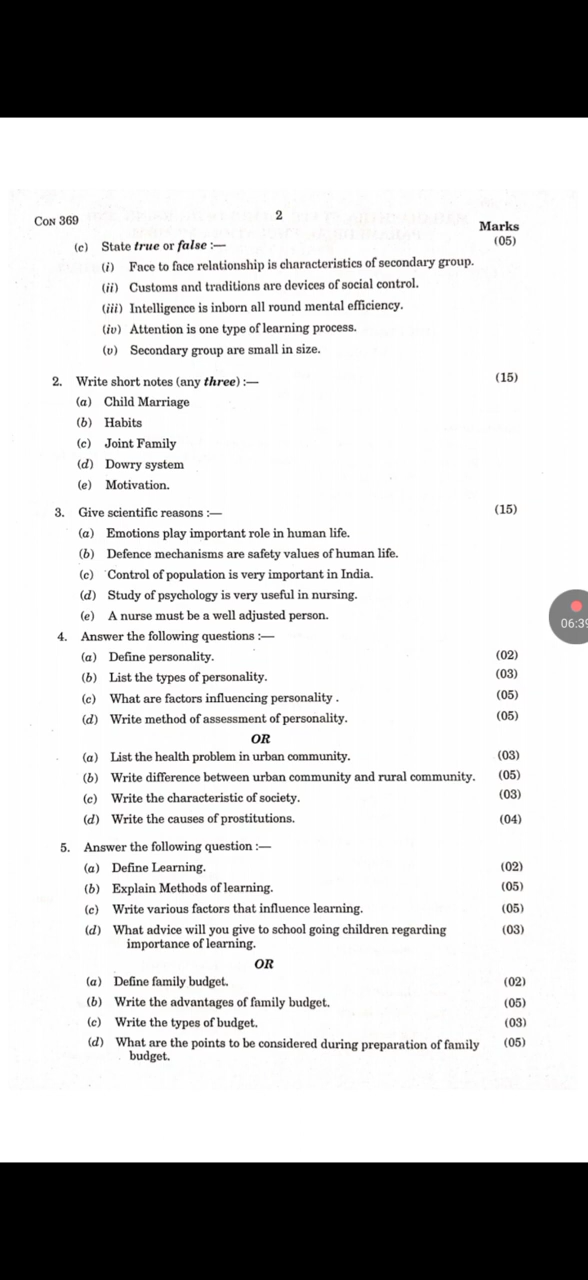 CON 369
2
Marks
(c) State true or false :— (05)
(i) Face to face relationship is characteristics of secondary group.
(ii) Customs and traditions are devices of social control.
(iii) Intelligence is inborn all round mental efficiency.
(iv) Attention is one type of learning process.
(v) Secondary group are small in size.
2. Write short notes (any three) :— (15)
(a) Child Marriage
(b) Habits
(c) Joint Family
(d) Dowry system
(e) Motivation.
3. Give scientific reasons :— (15)
(a) Emotions play important role in human life.
(b) Defence mechanisms are safety values of human life.
(c) Control of population is very important in India.
(d) Study of psychology is very useful in nursing.
(e) A nurse must be a well adjusted person.
06:39
4. Answer the following questions :—
(a) Define personality. (02)
(b) List the types of personality. (03)
(c) What are factors influencing personality . (05)
(d) Write method of assessment of personality. (05)
OR
(a) List the health problem in urban community. (03)
(b) Write difference between urban community and rural community. (05)
(c) Write the characteristic of society. (03)
(d) Write the causes of prostitutions. (04)
5. Answer the following question :—
(a) Define Learning. (02)
(b) Explain Methods of learning. (05)
(c) Write various factors that influence learning. (05)
(d) What advice will you give to school going children regarding (03)
importance of learning.
OR
(a) Define family budget. (02)
(b) Write the advantages of family budget. (05)
(c) Write the types of budget. (03)
(d) What are the points to be considered during preparation of family (05)
budget.